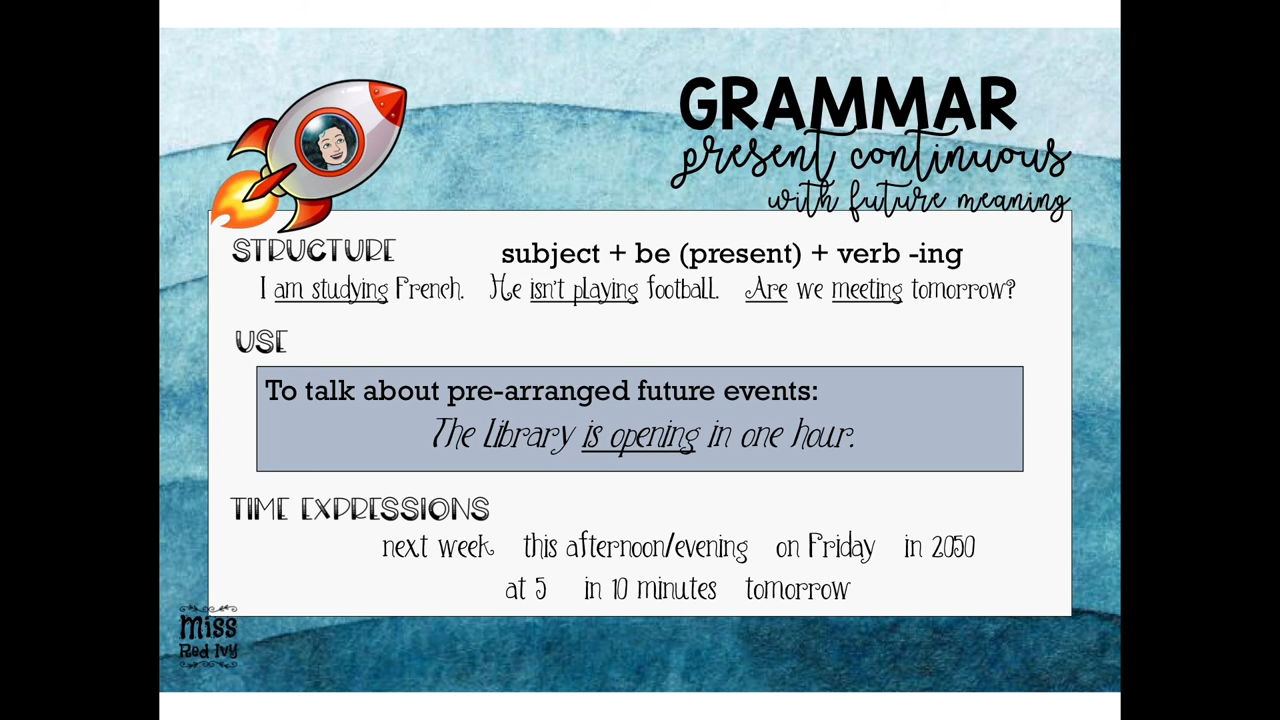 GRAMMAR
present continuous
with future meaning
STRUCTURE subject + be (present) + verb -ing
I am studying French. He isn't playing football. Are we meeting tomorrow?
USE
To talk about pre-arranged future events:
The Library is opening in one hour.
TIME EXPRESSIONS
next week this afternoon/evening on Friday in 2050
at 5 in 10 minutes tomorrow
Miss
Red Ivy